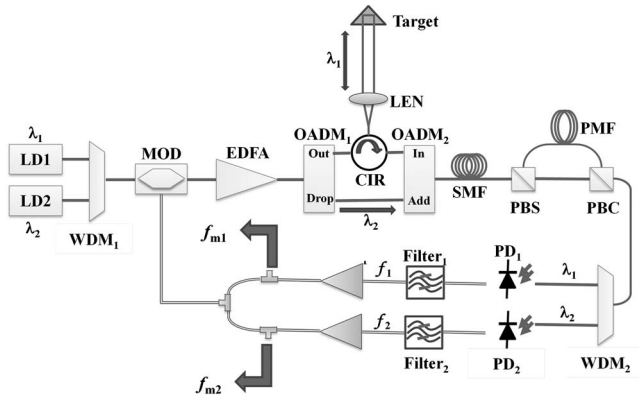 Target
λ1
LEN
OADM1
OADM2
λ1
LD1
MOD
EDFA
Out
In
PMF
CIR
SMF
LD2
Drop
Add
λ2
WDM1
λ2
PBS
PBC
fm1
Filter1
PD1
f1
λ1
f2
λ2
fm2
Filter2
PD2
WDM2